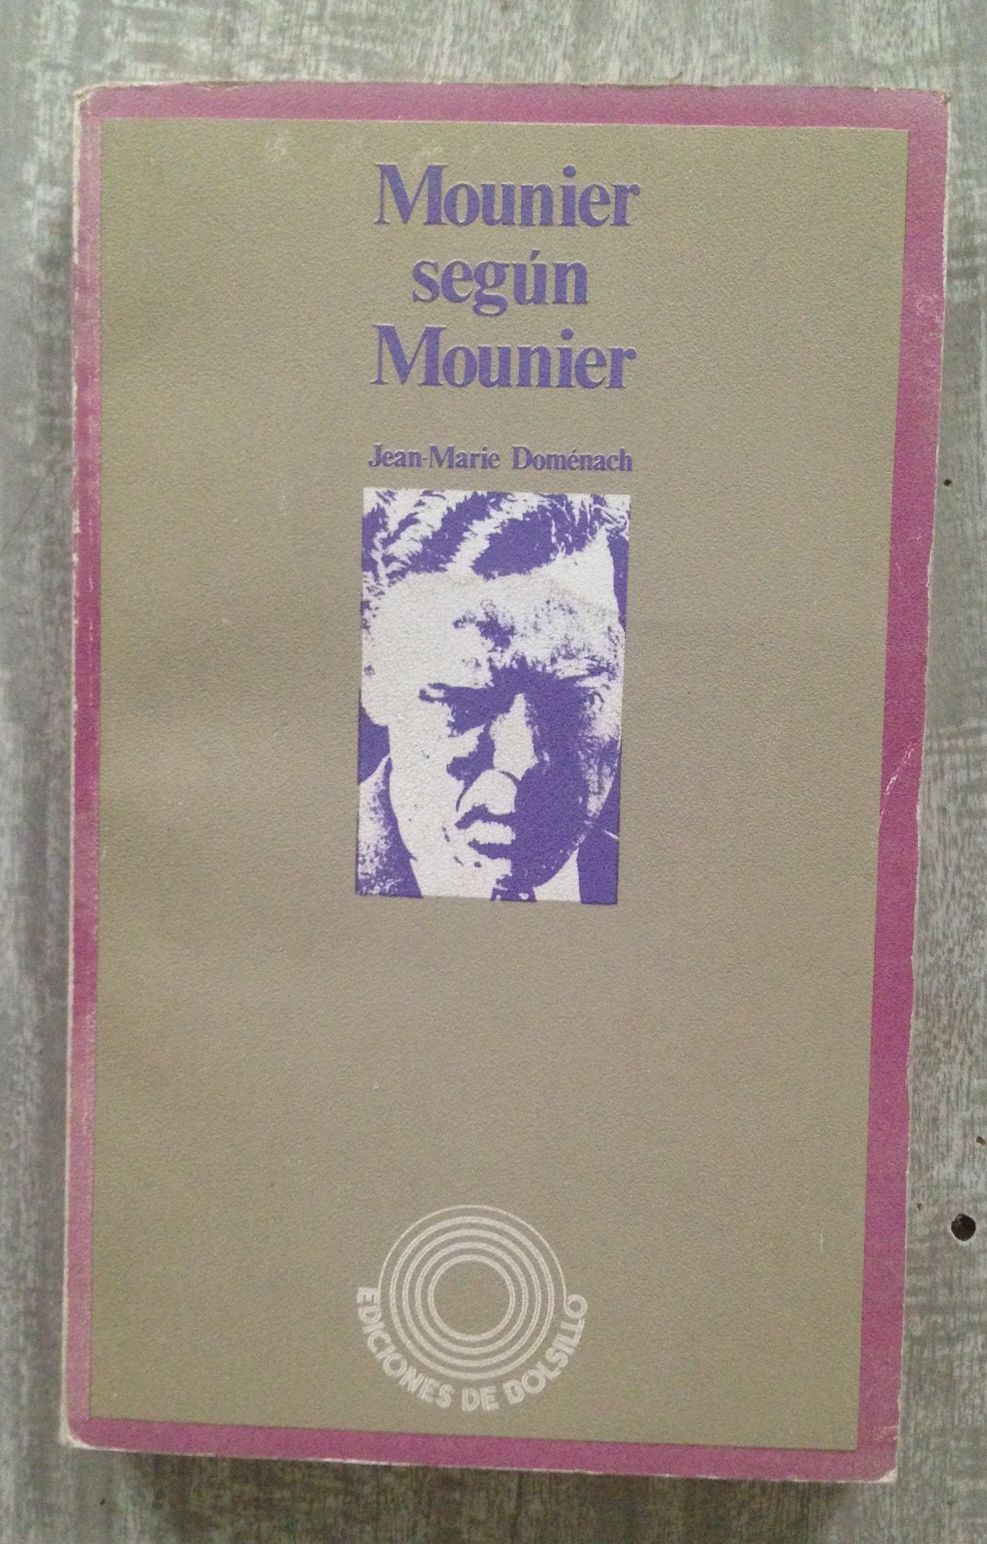 Mounier
según
Mounier
Jean-Marie Doménach
EDICIONES DE BOLSILLO